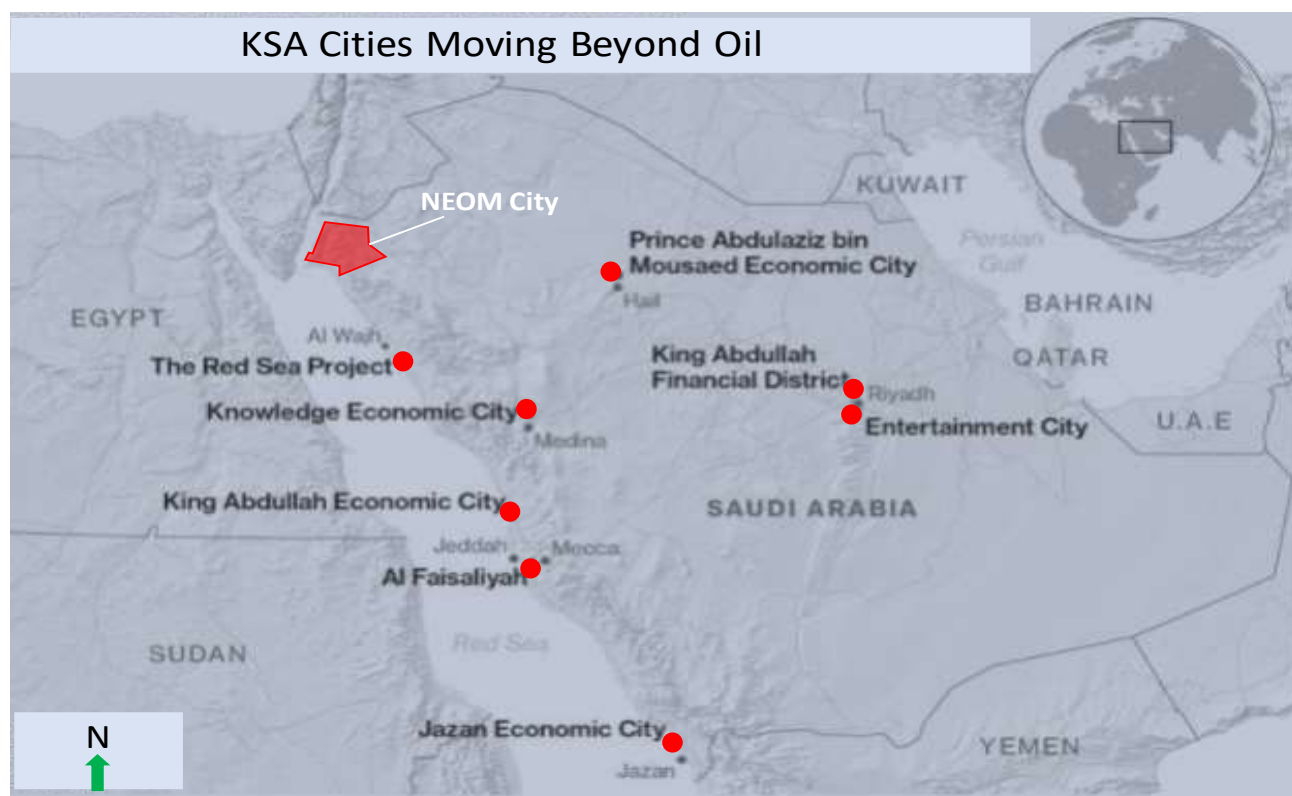 KSA Cities Moving Beyond Oil
KUWAIT
NEOM City
Prince Abdulaziz bin
Mousaed Economic City
Persian
Gulf
Hail
BAHRAIN
EGYPT
Al Wajh
The Red Sea Project
King Abdullah
Financial District
QATAR
Riyadh
Knowledge Economic City
Medina
Entertainment City
U.A.E
King Abdullah Economic City
SAUDI ARABIA
Jeddah
Mecca
Al Faisaliyah
Red Sea
SUDAN
Jazan Economic City
Jazan
YEMEN
N